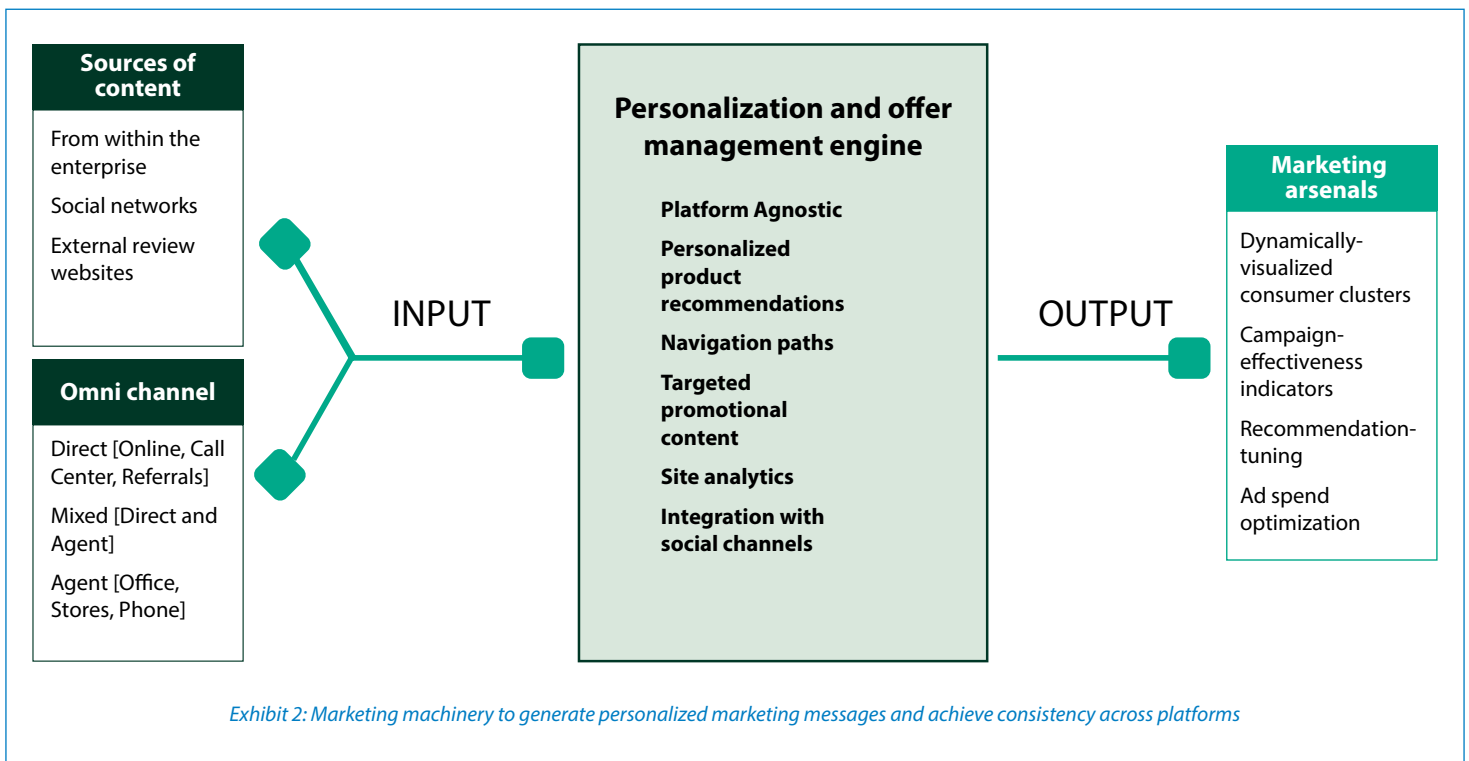 Sources of
content
From within the
enterprise
Social networks
External review
websites
Omni channel
Direct [Online, Call
Center, Referrals]
Mixed [Direct and
Agent]
Agent [Office,
Stores, Phone]
INPUT
Personalization and offer
management engine
Platform Agnostic
Personalized
product
recommendations
Navigation paths
Targeted
promotional
content
Site analytics
Integration with
social channels
OUTPUT
Marketing
arsenals
Dynamically-
visualized
consumer clusters
Campaign-
effectiveness
indicators
Recommendation-
tuning
Ad spend
optimization
Exhibit 2: Marketing machinery to generate personalized marketing messages and achieve consistency across platforms